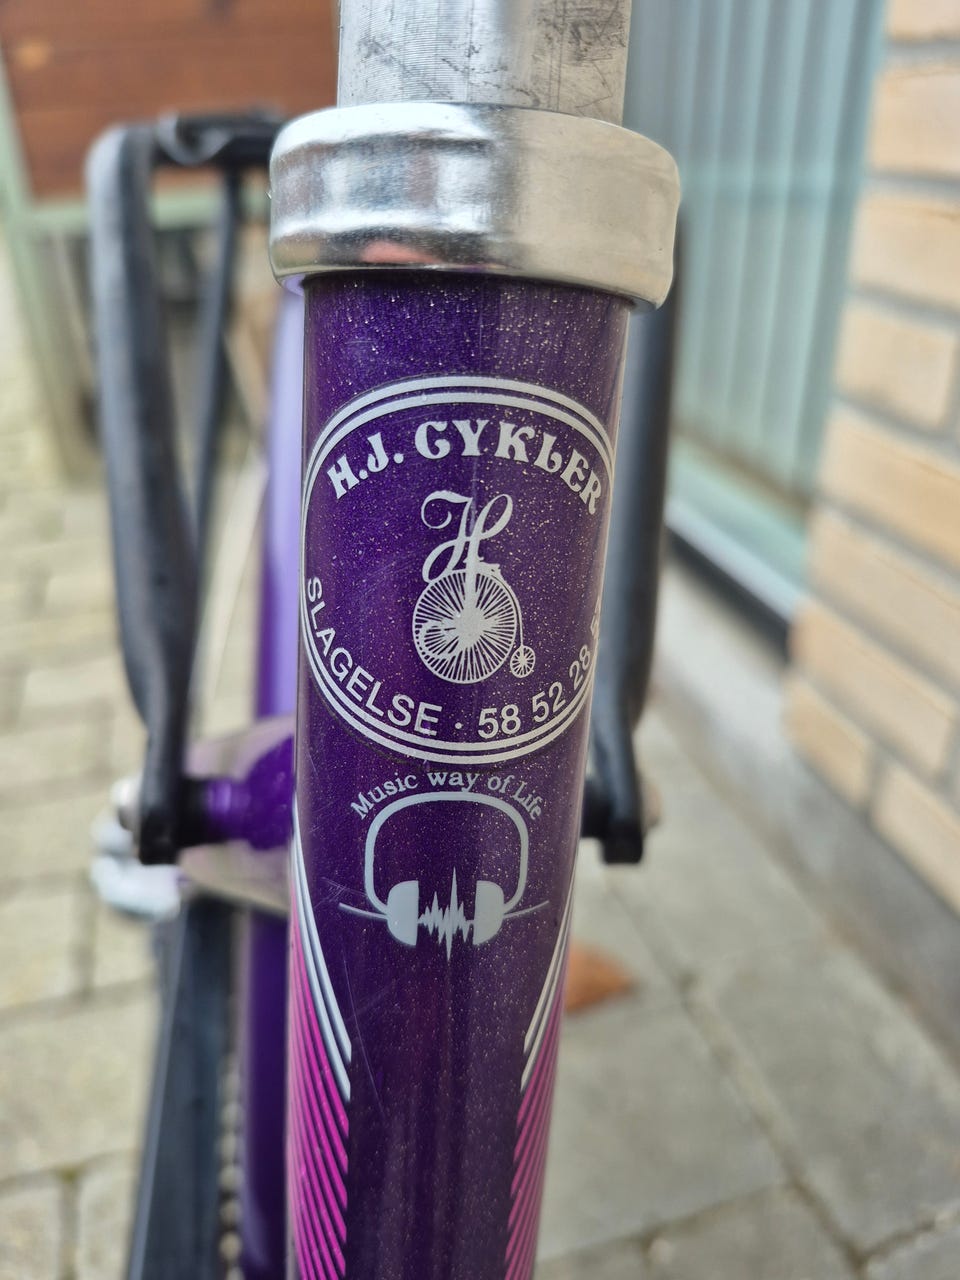 H.J. CYKLER
H
SLAGELSE · 58 52 28
Music way of Life